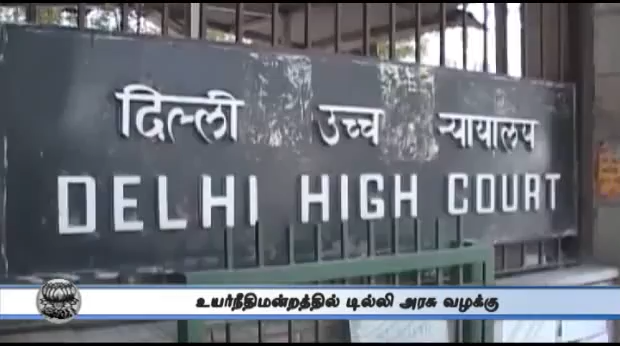 दिल्ली उच्च न्यायालय
DELHI HIGH COURT
உயர்நீதிமன்றத்தில் டில்லி அரசு வழக்கு